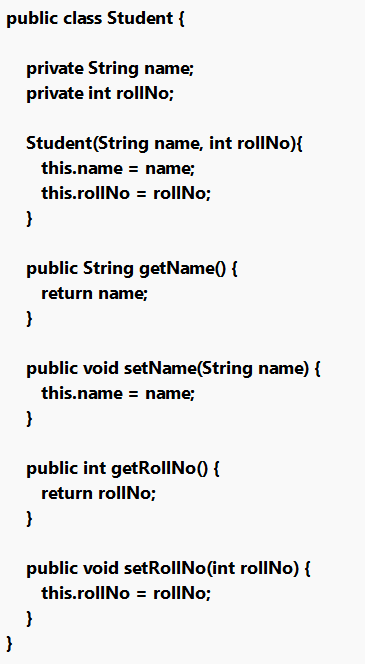 public class Student {
private String name;
private int rollNo;
Student(String name, int rollNo){
this.name = name;
this.rollNo = rollNo;
}
public String getName() {
return name;
}
public void setName(String name) {
this.name = name;
}
public int getRollNo() {
return rollNo;
}
public void setRollNo(int rollNo) {
this.rollNo = rollNo;
}
}